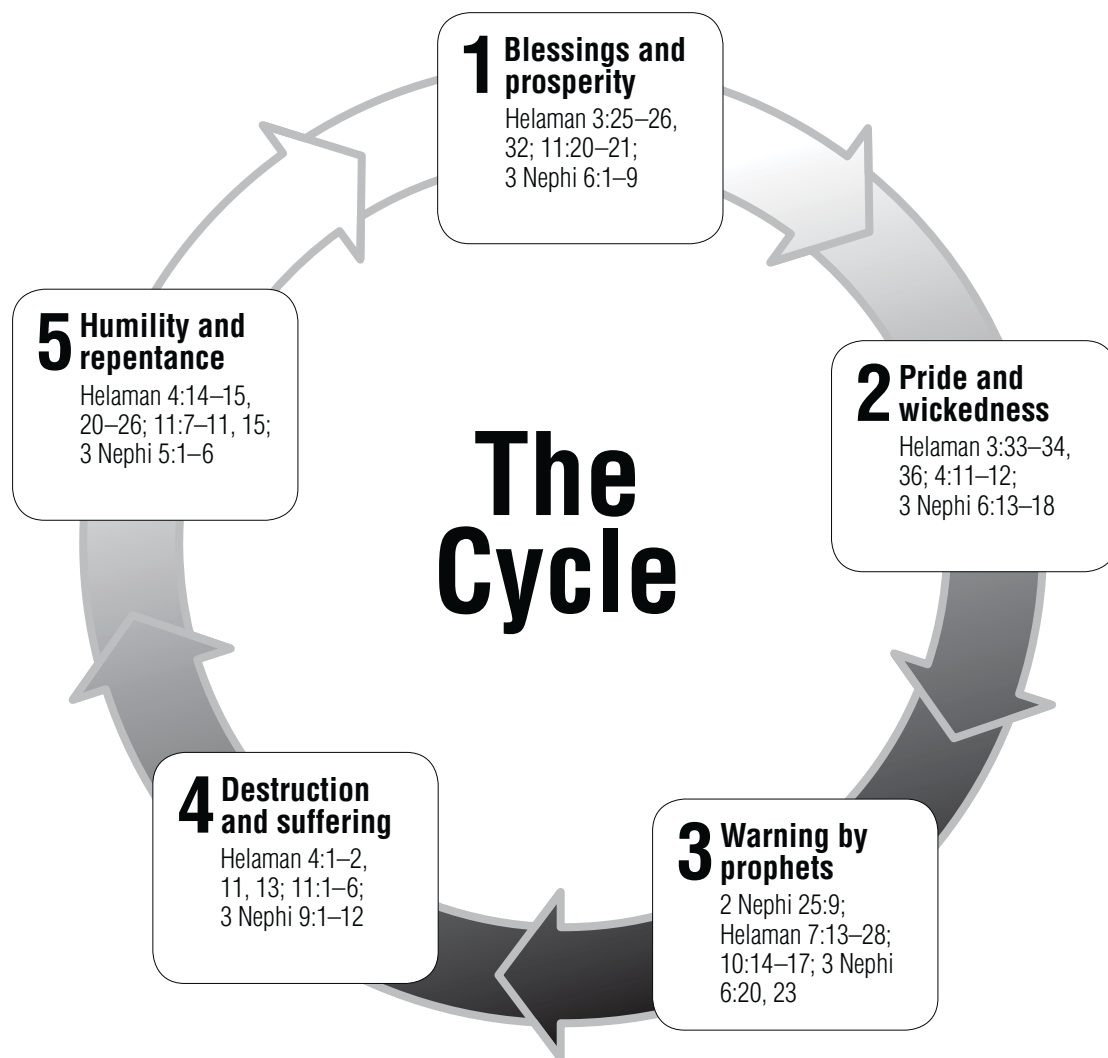 1 Blessings and
prosperity
Helaman 3:25–26,
32; 11:20–21;
3 Nephi 6:1–9
2 Pride and
wickedness
Helaman 3:33–34,
36; 4:11–12;
3 Nephi 6:13–18
3 Warning by
prophets
2 Nephi 25:9;
Helaman 7:13–28;
10:14–17; 3 Nephi
6:20, 23
4 Destruction
and suffering
Helaman 4:1–2,
11, 13; 11:1–6;
3 Nephi 9:1–12
5 Humility and
repentance
Helaman 4:14–15,
20–26; 11:7–11, 15;
3 Nephi 5:1–6
The
Cycle